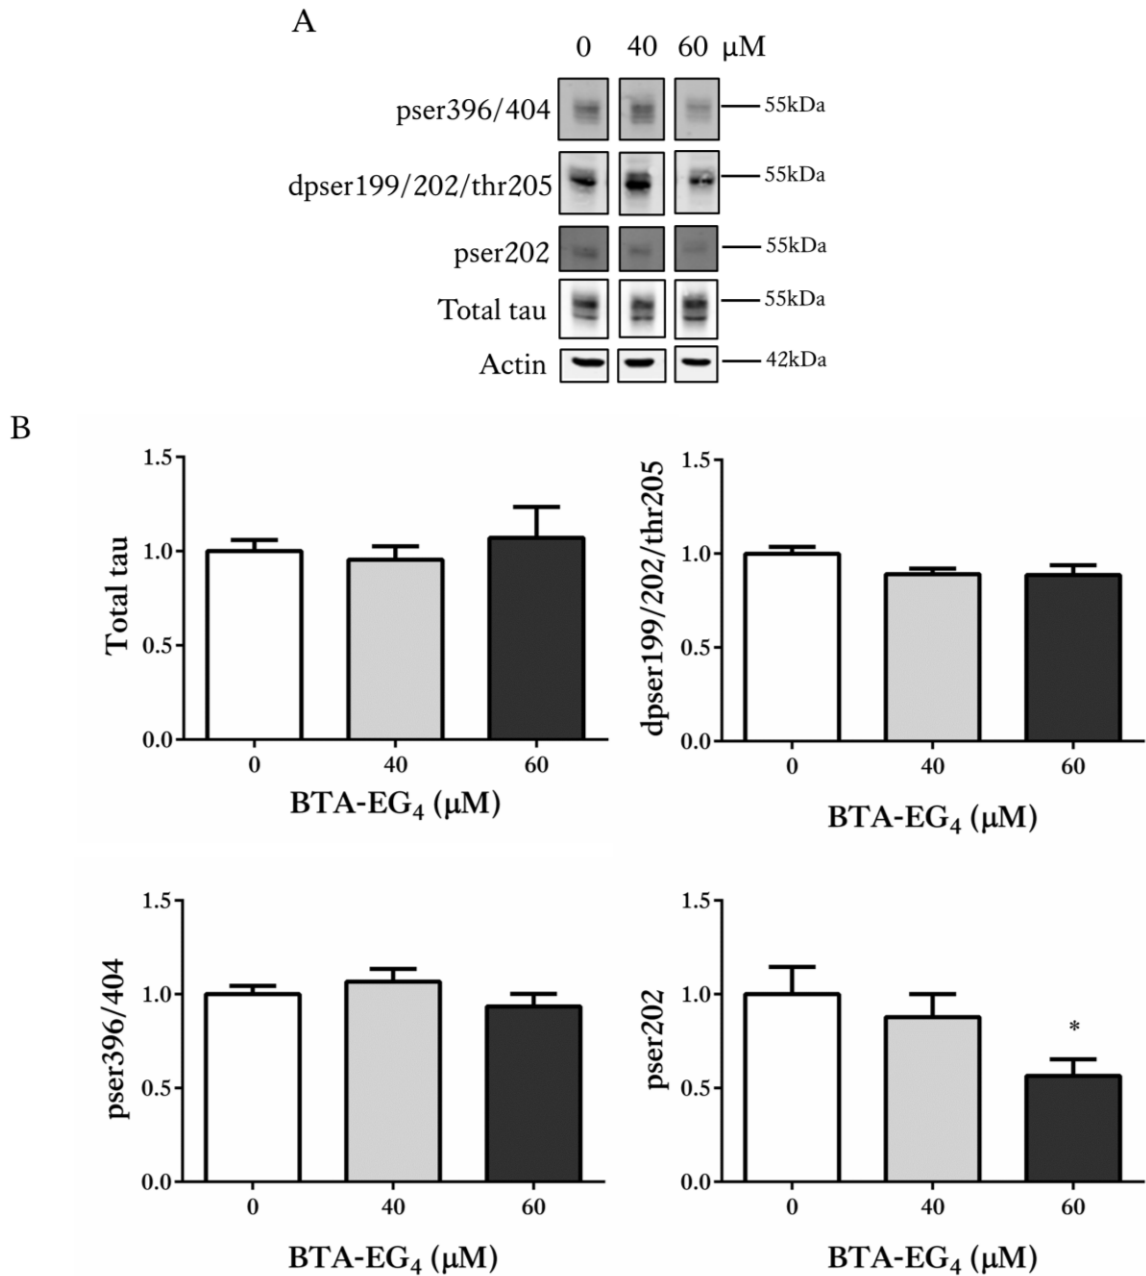 A
0 40 60 μM
pser396/404 55kDa
dpser199/202/thr205 55kDa
pser202 55kDa
Total tau 55kDa
Actin 42kDa
B
Total tau
1.5
1.0
0.5
0.0
0 40 60
BTA-EG₄ (μM)
dpser199/202/thr205
1.5
1.0
0.5
0.0
0 40 60
BTA-EG₄ (μM)
pser396/404
1.5
1.0
0.5
0.0
0 40 60
BTA-EG₄ (μM)
pser202
1.5
1.0
0.5
0.0
*
0 40 60
BTA-EG₄ (μM)